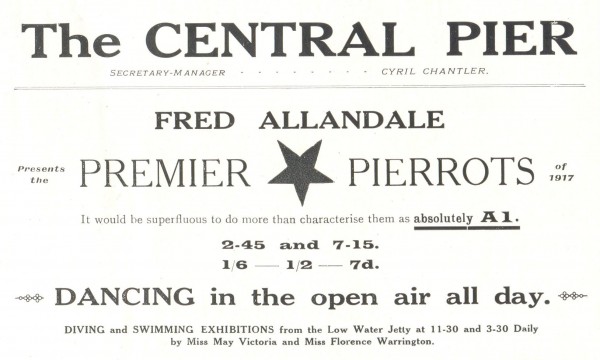 The CENTRAL PIER
SECRETARY-MANAGER - - - - - - - CYRIL CHANTLER.
FRED ALLANDALE
Presents the PREMIER PIERROTS of 1917
It would be superfluous to do more than characterise them as absolutely A1.
2-45 and 7-15.
1/6 — 1/2 — 7d.
DANCING in the open air all day.
DIVING and SWIMMING EXHIBITIONS from the Low Water Jetty at 11-30 and 3-30 Daily
by Miss May Victoria and Miss Florence Warrington.